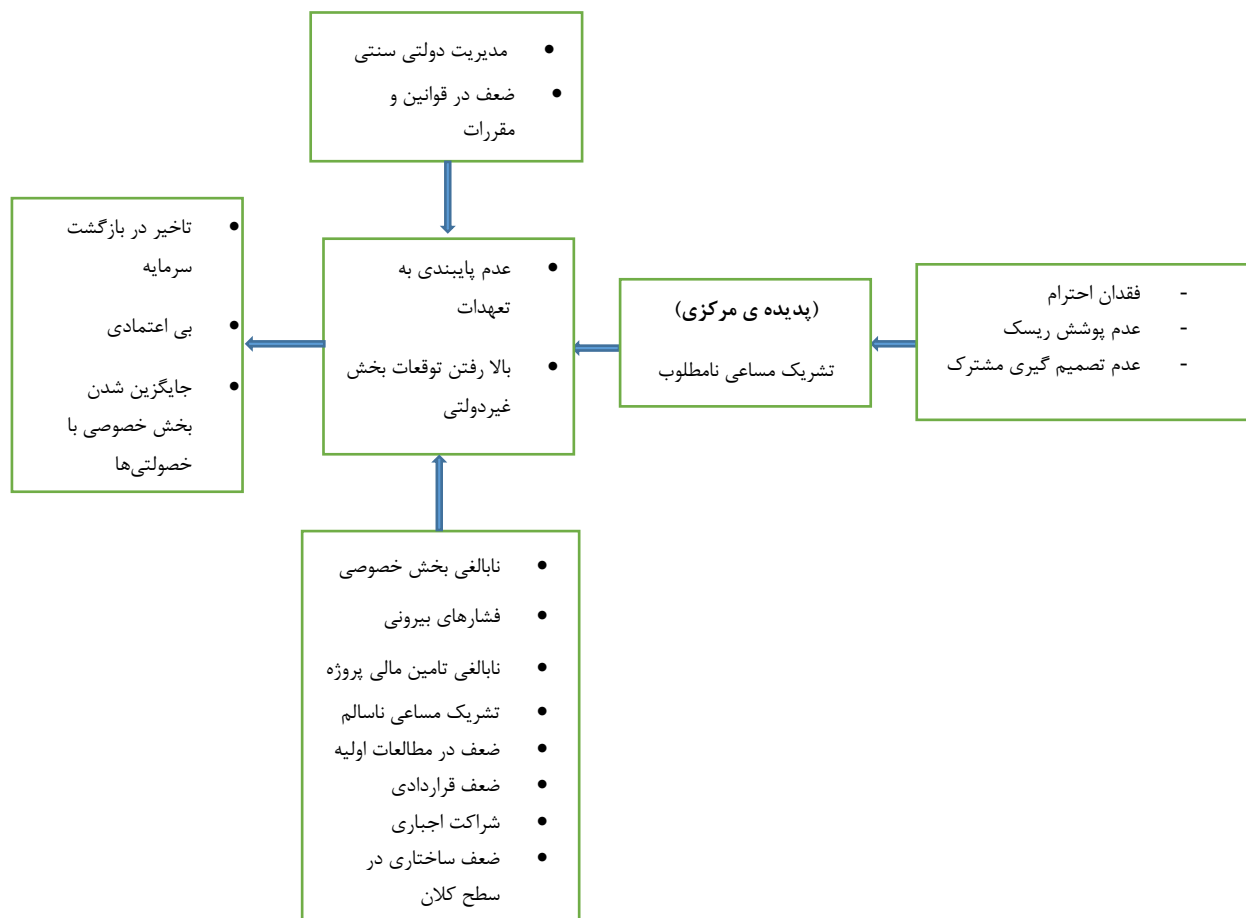 • مدیریت دولتی سنتی
• ضعف در قوانین و
مقررات
- فقدان احترام
- عدم پوشش ریسک
- عدم تصمیم گیری مشترک
(پدیده ی مرکزی)
تشریک مساعی نامطلوب
• عدم پایبندی به
تعهدات
• بالا رفتن توقعات بخش
غیردولتی
• تاخیر در بازگشت
سرمایه
• بی اعتمادی
• جایگزین شدن
بخش خصوصی با
خصولتی‌ها
• نابالغی بخش خصوصی
• فشارهای بیرونی
• نابالغی تامین مالی پروژه
• تشریک مساعی ناسالم
• ضعف در مطالعات اولیه
• ضعف قراردادی
• شراکت اجباری
• ضعف ساختاری در
سطح کلان